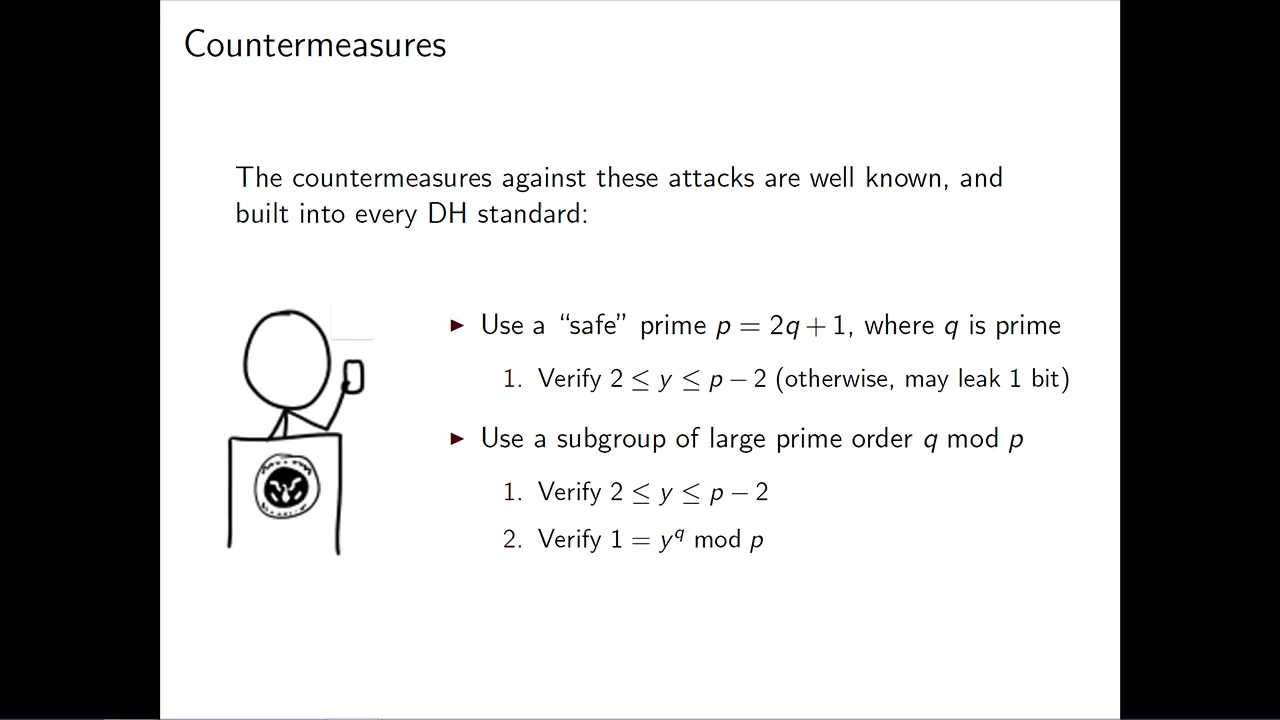 Countermeasures
The countermeasures against these attacks are well known, and
built into every DH standard:
▶ Use a “safe” prime p = 2q + 1, where q is prime
1. Verify 2 ≤ y ≤ p − 2 (otherwise, may leak 1 bit)
▶ Use a subgroup of large prime order q mod p
1. Verify 2 ≤ y ≤ p − 2
2. Verify 1 = y^q mod p